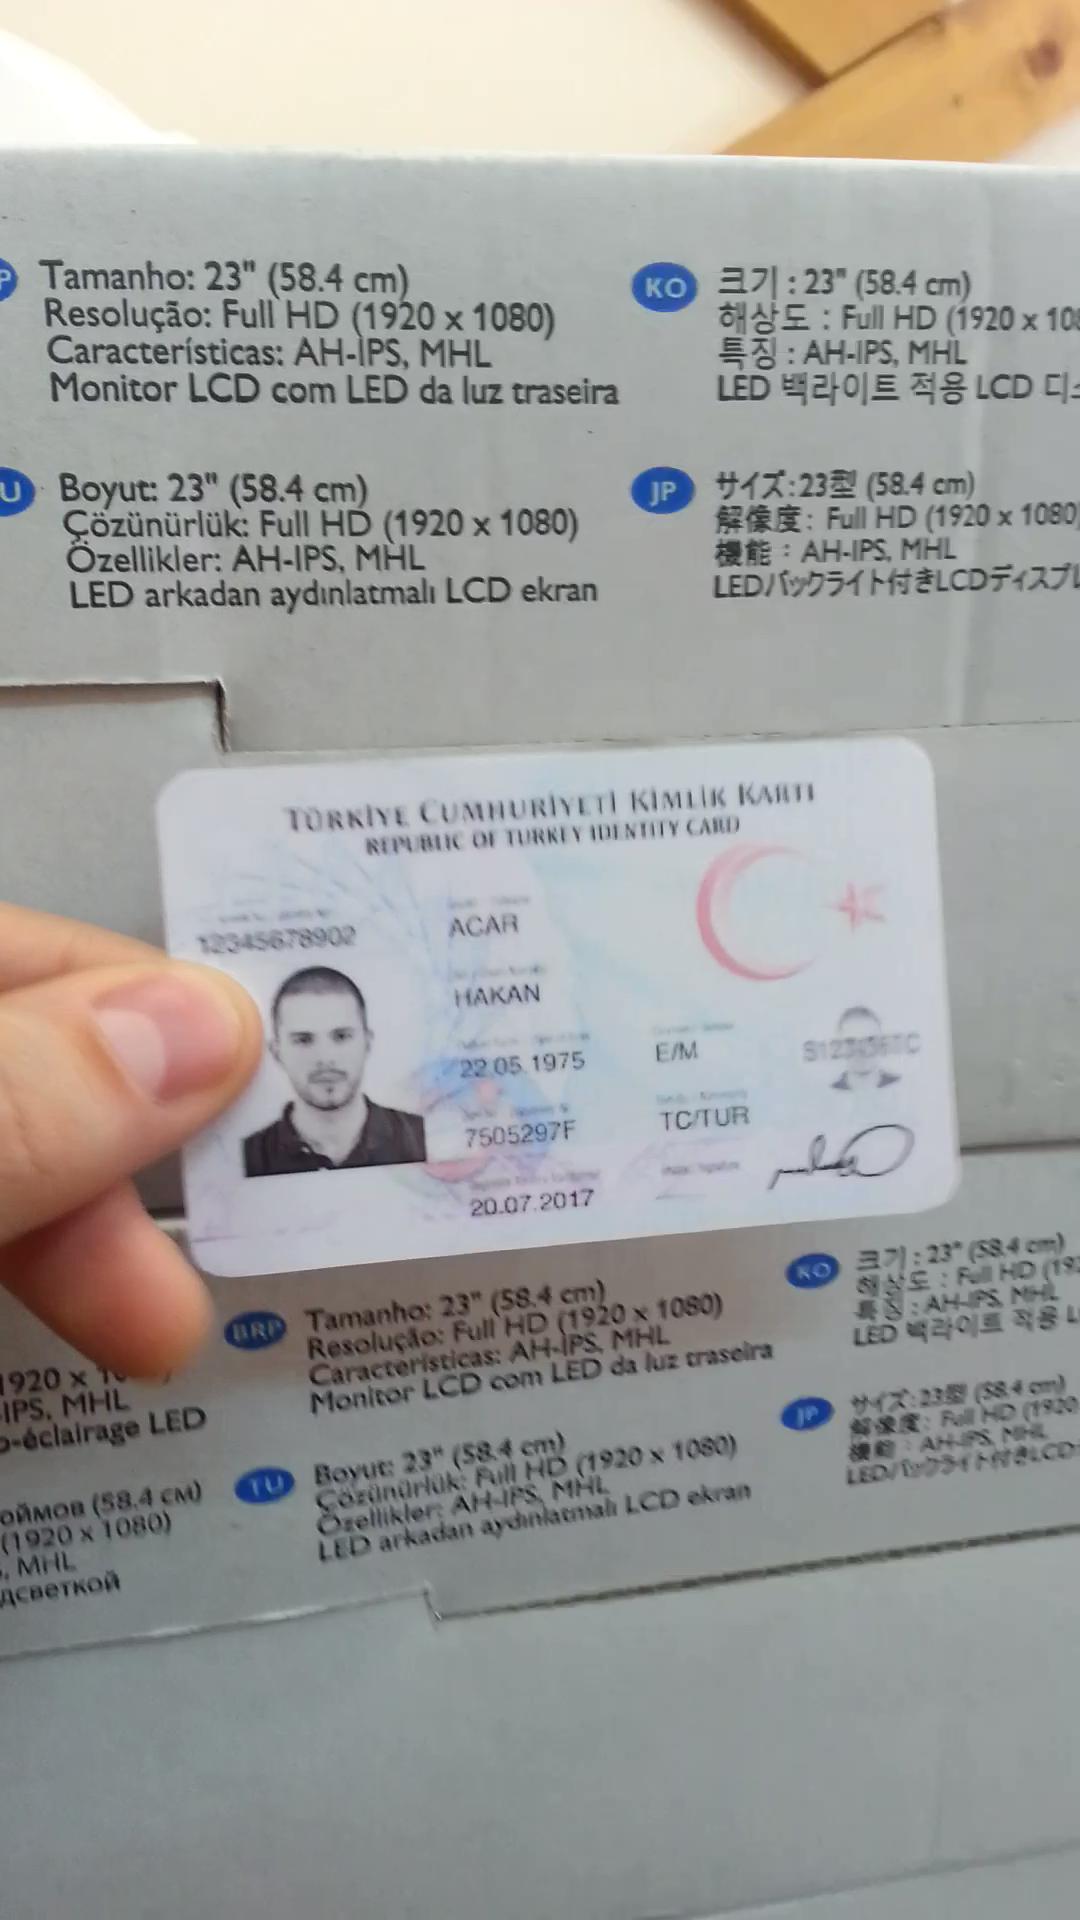 Tamanho: 23" (58.4 cm)
Resolução: Full HD (1920 x 1080)
Características: AH-IPS, MHL
Monitor LCD com LED da luz traseira
KO
크기 : 23" (58.4 cm)
해상도 : Full HD (1920 x 108
특징 : AH-IPS, MHL
LED 백라이트 적용 LCD 디스
U
Boyut: 23" (58.4 cm)
Çözünürlük: Full HD (1920 x 1080)
Özellikler: AH-IPS, MHL
LED arkadan aydınlatmalı LCD ekran
JP
サイズ:23型 (58.4 cm)
解像度: Full HD (1920 x 1080)
機能 : AH-IPS, MHL
LEDバックライト付きLCDディスプレ
TÜRKİYE CUMHURİYETİ KİMLİK KARTI
REPUBLIC OF TURKEY IDENTITY CARD
12345678902
ACAR
HAKAN
22.05.1975
E/M
7505297F
TC/TUR
20.07.2017
1920 x
IPS, MHL
o-éclairage LED
BRP
Tamanho: 23" (58.4 cm)
Resolução: Full HD (1920 x 1080)
Características: AH-IPS, MHL
Monitor LCD com LED da luz traseira
KO
크기 : 23" (58.4 cm)
해상도 : Full HD (192
특징 : AH-IPS, MHL
LED 백라이트 적용 L
оймов (58.4 см)
(1920 x 1080)
, MHL
дсветкой
TU
Boyut: 23" (58.4 cm)
Çözünürlük: Full HD (1920 x 1080)
Özellikler: AH-IPS, MHL
LED arkadan aydınlatmalı LCD ekran
JP
サイズ:23型 (58.4 cm)
解像度: Full HD (1920
機能 : AH-IPS, MHL
LEDバックライト付きLCD